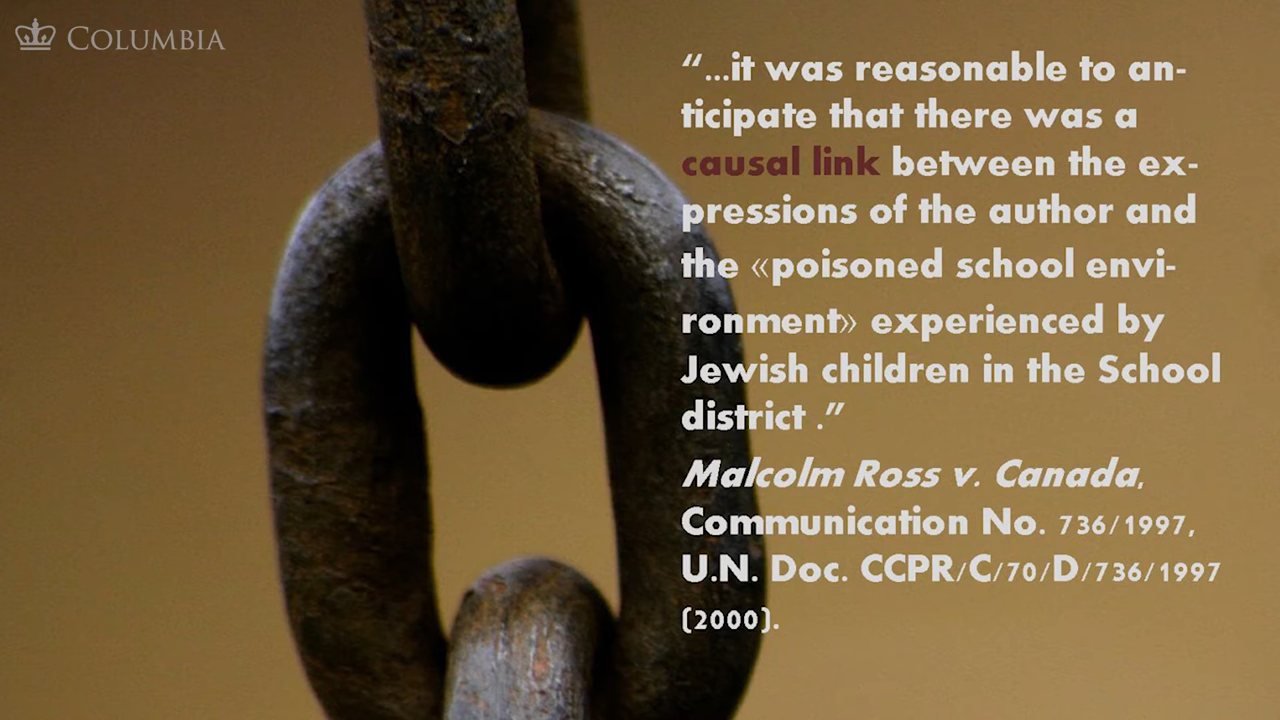 COLUMBIA
“...it was reasonable to an-
ticipate that there was a
causal link between the ex-
pressions of the author and
the «poisoned school envi-
ronment» experienced by
Jewish children in the School
district .”
Malcolm Ross v. Canada,
Communication No. 736/1997,
U.N. Doc. CCPR/C/70/D/736/1997
(2000).